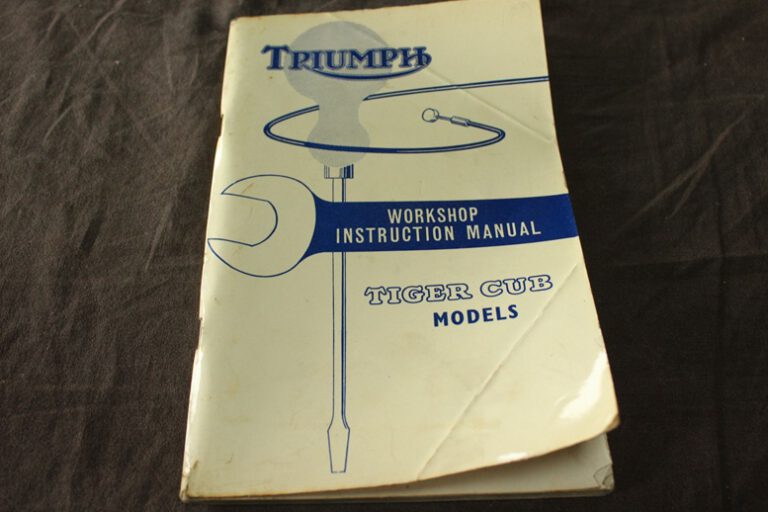 TRIUMPH
WORKSHOP
INSTRUCTION MANUAL
TIGER CUB
MODELS